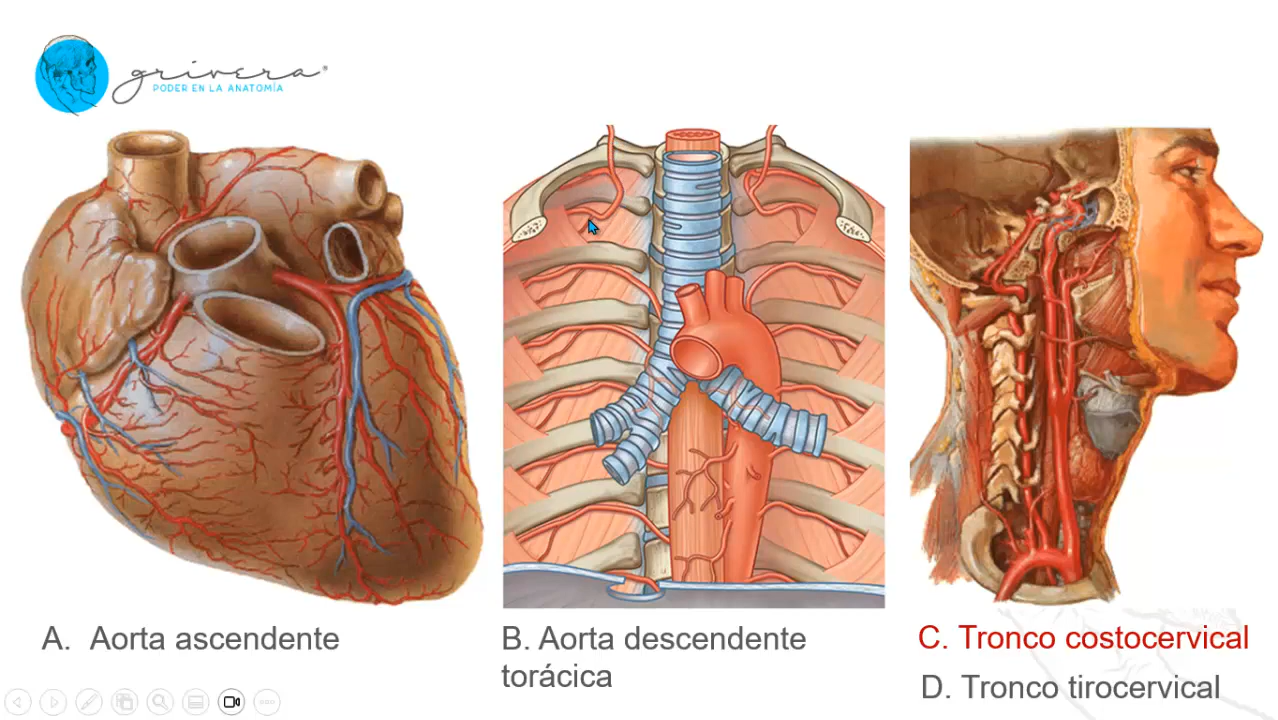 grivera®
PODER EN LA ANATOMÍA
A. Aorta ascendente
B. Aorta descendente
torácica
C. Tronco costocervical
D. Tronco tirocervical